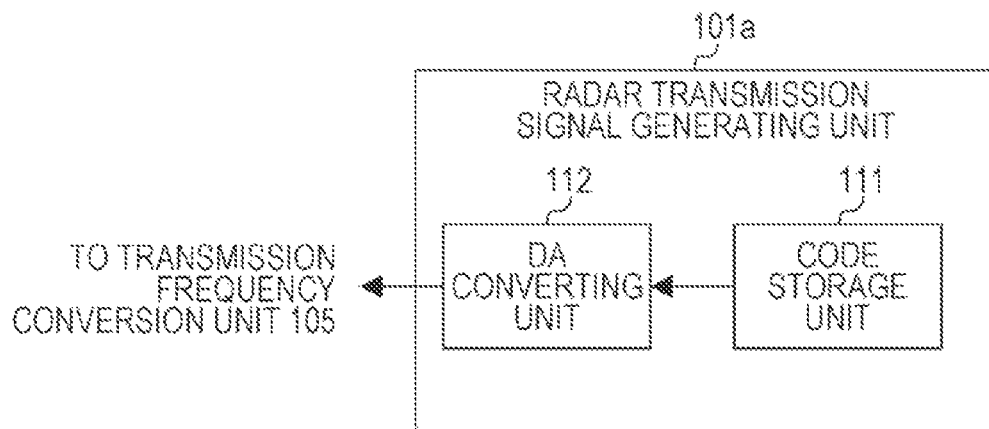 101a
RADAR TRANSMISSION
SIGNAL GENERATING UNIT
112
111
TO TRANSMISSION
FREQUENCY
CONVERSION UNIT 105
DA
CONVERTING
UNIT
CODE
STORAGE
UNIT